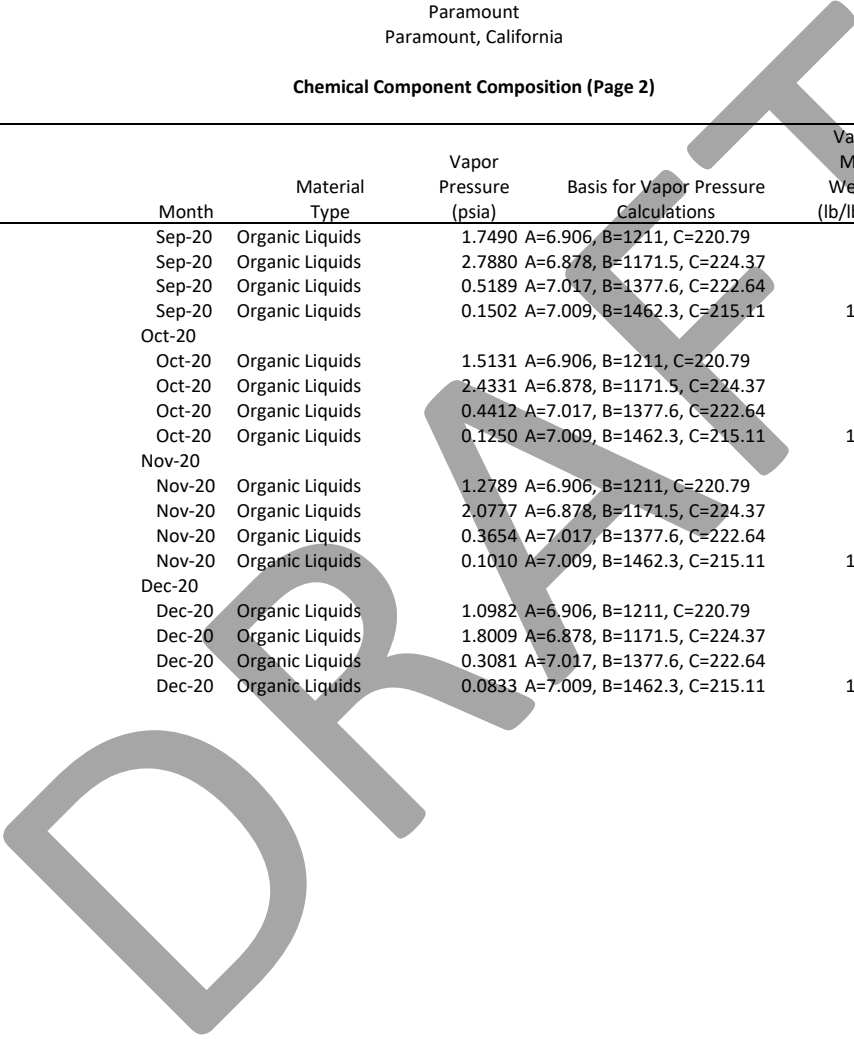 Paramount
Paramount, California
Chemical Component Composition (Page 2)
Va
Vapor M
Material Pressure Basis for Vapor Pressure We
Month Type (psia) Calculations (lb/lb
Sep-20 Organic Liquids 1.7490 A=6.906, B=1211, C=220.79
Sep-20 Organic Liquids 2.7880 A=6.878, B=1171.5, C=224.37
Sep-20 Organic Liquids 0.5189 A=7.017, B=1377.6, C=222.64
Sep-20 Organic Liquids 0.1502 A=7.009, B=1462.3, C=215.11 1
Oct-20
Oct-20 Organic Liquids 1.5131 A=6.906, B=1211, C=220.79
Oct-20 Organic Liquids 2.4331 A=6.878, B=1171.5, C=224.37
Oct-20 Organic Liquids 0.4412 A=7.017, B=1377.6, C=222.64
Oct-20 Organic Liquids 0.1250 A=7.009, B=1462.3, C=215.11 1
Nov-20
Nov-20 Organic Liquids 1.2789 A=6.906, B=1211, C=220.79
Nov-20 Organic Liquids 2.0777 A=6.878, B=1171.5, C=224.37
Nov-20 Organic Liquids 0.3654 A=7.017, B=1377.6, C=222.64
Nov-20 Organic Liquids 0.1010 A=7.009, B=1462.3, C=215.11 1
Dec-20
Dec-20 Organic Liquids 1.0982 A=6.906, B=1211, C=220.79
Dec-20 Organic Liquids 1.8009 A=6.878, B=1171.5, C=224.37
Dec-20 Organic Liquids 0.3081 A=7.017, B=1377.6, C=222.64
Dec-20 Organic Liquids 0.0833 A=7.009, B=1462.3, C=215.11 1
DRAFT